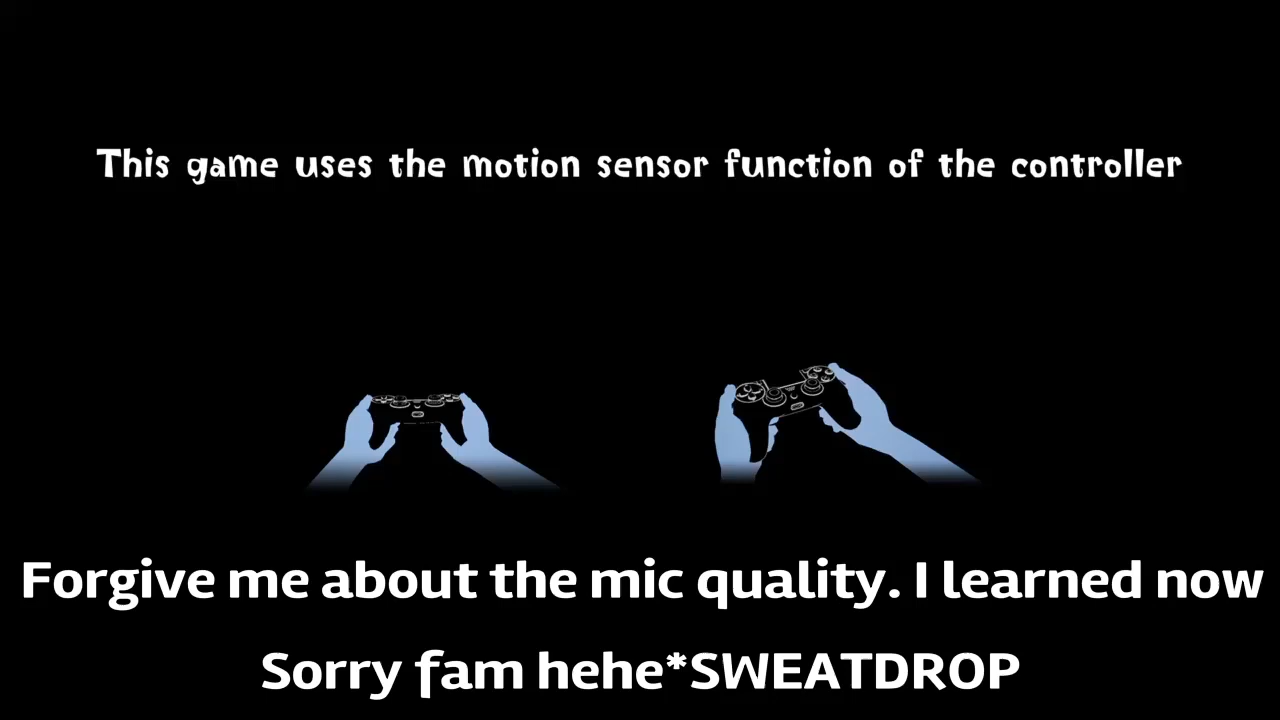 This game uses the motion sensor function of the controller
Forgive me about the mic quality. I learned now
Sorry fam hehe*SWEATDROP